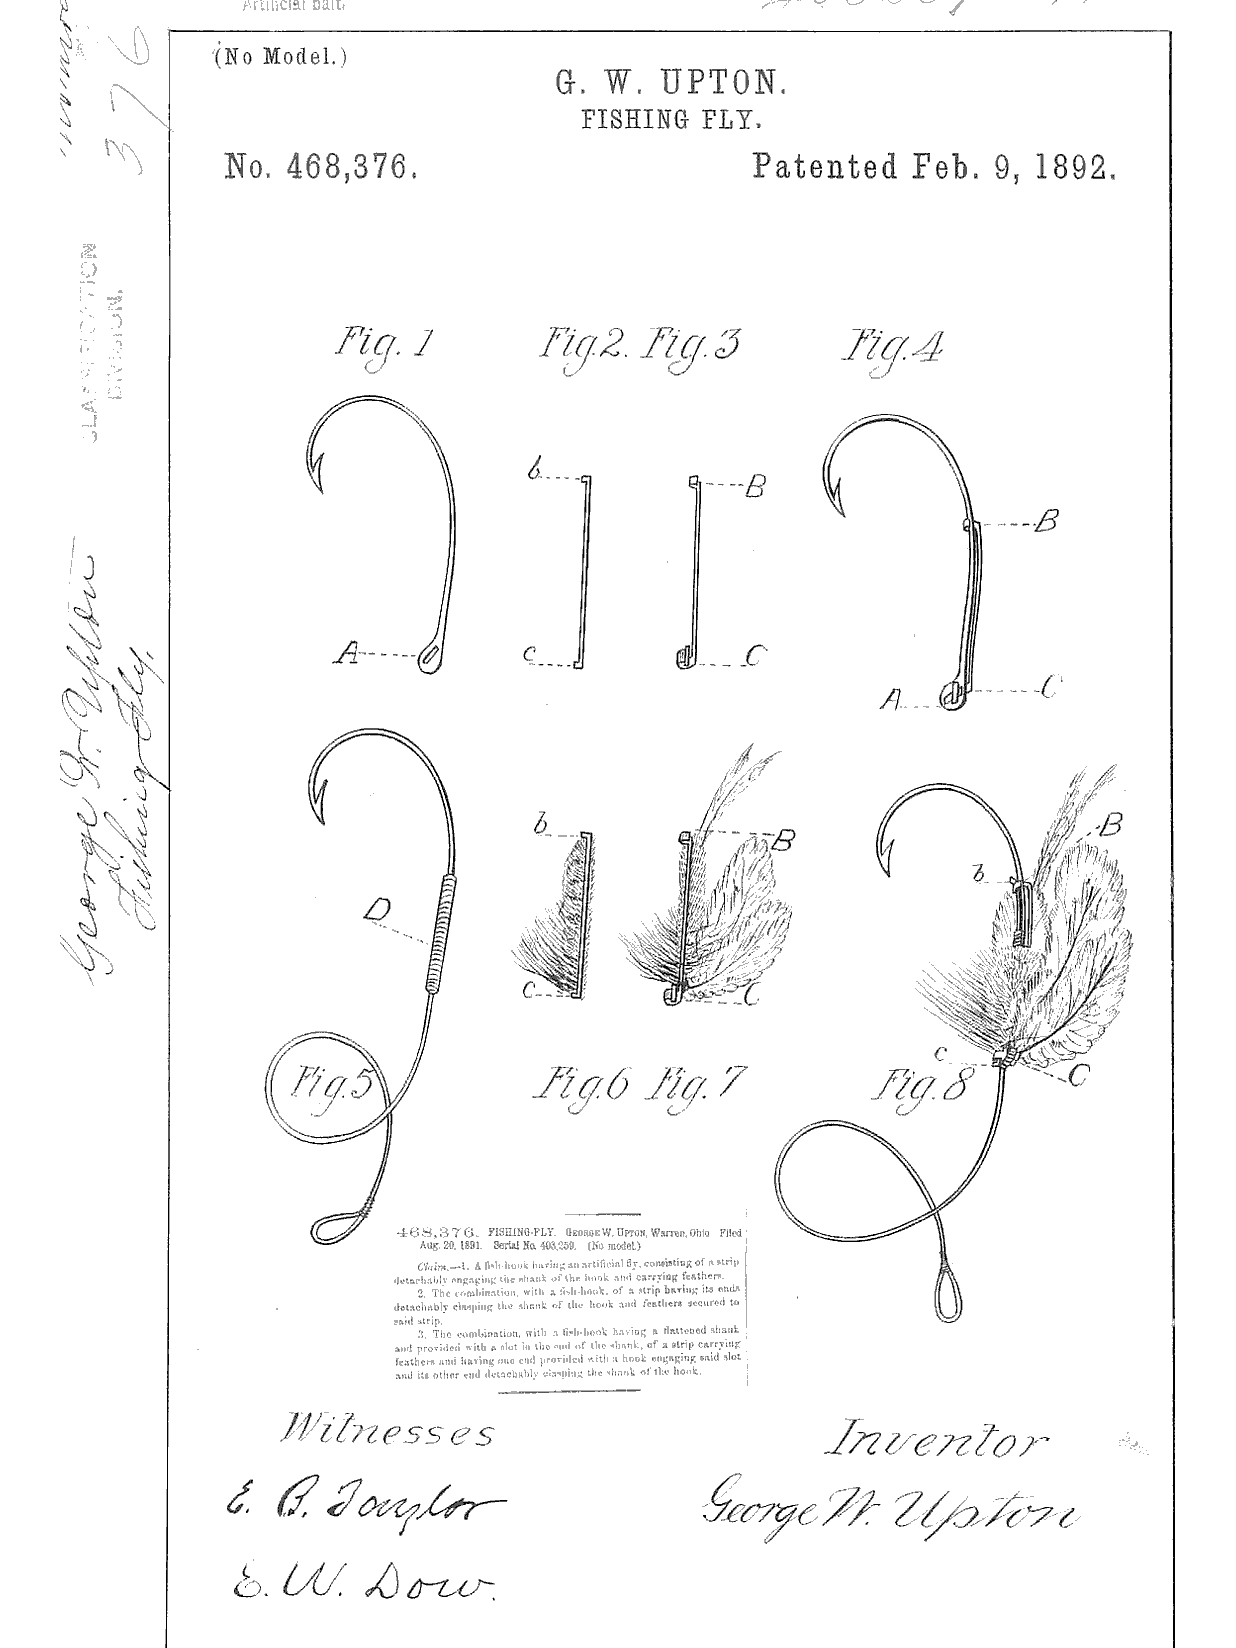 Artificial bait.
(No Model.)
G. W. UPTON.
FISHING FLY.
No. 468,376. Patented Feb. 9, 1892.
376
CLASSIFICATION
DIVISION.
George W. Upton
Fishing Fly.
Fig. 1 Fig2. Fig. 3 Fig.4
b B
B
A c C
A C
b B B
D b
c C
c C
Fig.5 Fig.6 Fig.7 Fig.8
468,376. FISHING-FLY. GEORGE W. UPTON, Warren, Ohio. Filed
Aug. 20, 1891. Serial No. 403,259. (No model.)
Claim.—1. A fish-hook having an artificial fly, consisting of a strip
detachably engaging the shank of the hook and carrying feathers.
2. The combination, with a fish-hook, of a strip having its ends
detachably clasping the shank of the hook and feathers secured to
said strip.
3. The combination, with a fish-hook having a flattened shank
and provided with a slot in the end of the shank, of a strip carrying
feathers and having one end provided with a hook engaging said slot
and its other end detachably clasping the shank of the hook.
Witnesses Inventor
E. B. Taylor George W. Upton
E. W. Dow.